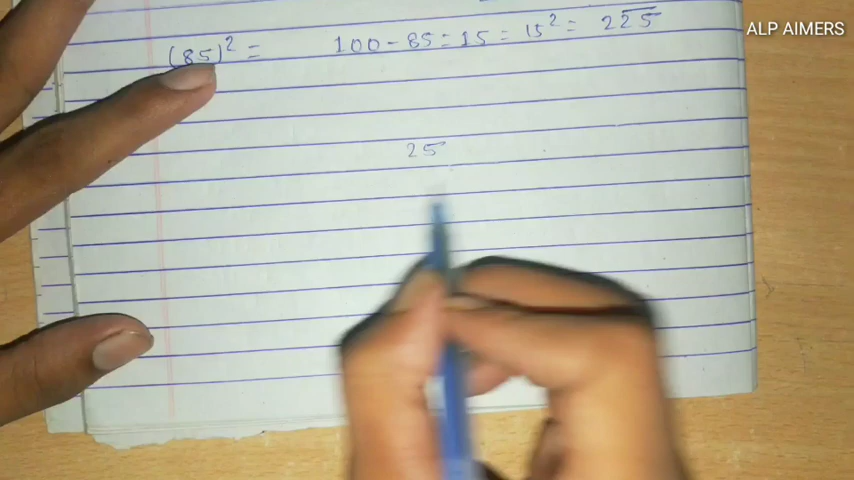 ALP AIMERS
(85)² = 100 - 85 = 15 = 15² = 225
25